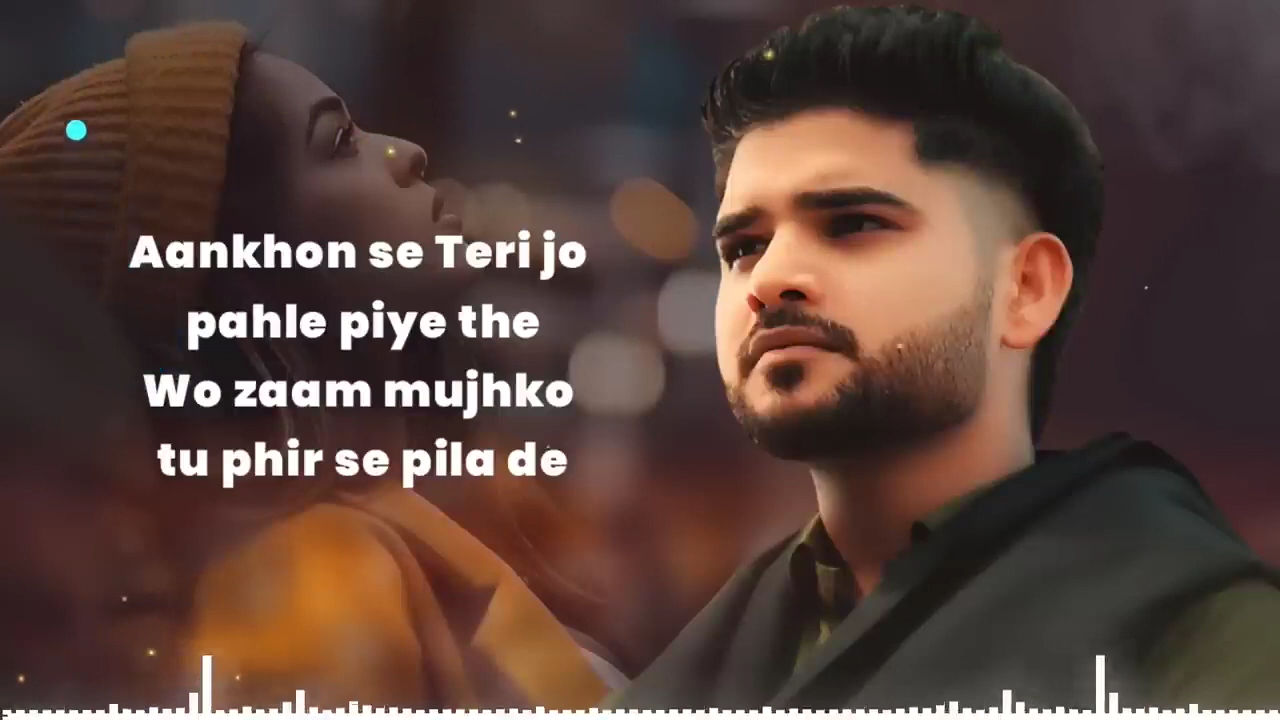 Aankhon se Teri jo
pahle piye the
Wo zaam mujhko
tu phir se pila de